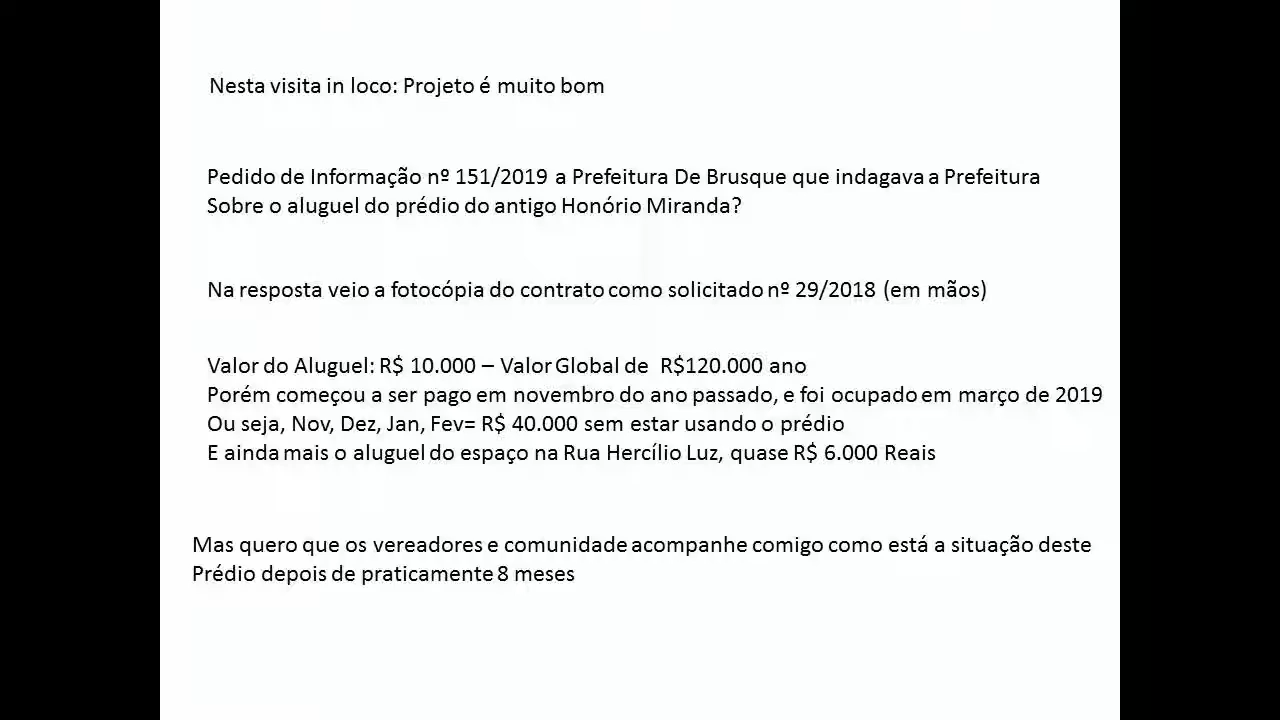 Nesta visita in loco: Projeto é muito bom
Pedido de Informação nº 151/2019 a Prefeitura De Brusque que indagava a Prefeitura
Sobre o aluguel do prédio do antigo Honório Miranda?
Na resposta veio a fotocópia do contrato como solicitado nº 29/2018 (em mãos)
Valor do Aluguel: R$ 10.000 – Valor Global de R$120.000 ano
Porém começou a ser pago em novembro do ano passado, e foi ocupado em março de 2019
Ou seja, Nov, Dez, Jan, Fev= R$ 40.000 sem estar usando o prédio
E ainda mais o aluguel do espaço na Rua Hercílio Luz, quase R$ 6.000 Reais
Mas quero que os vereadores e comunidade acompanhe comigo como está a situação deste
Prédio depois de praticamente 8 meses